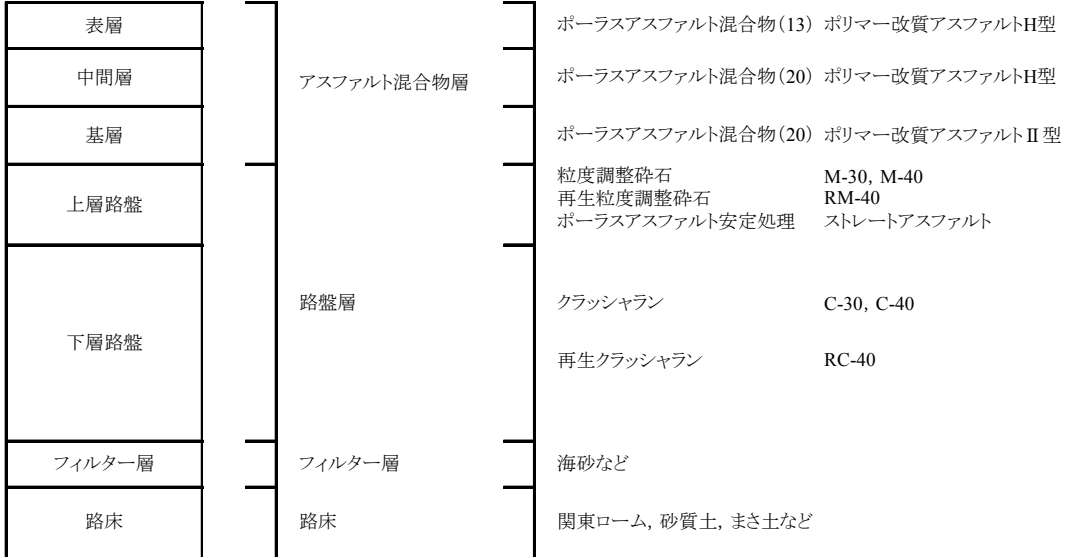 表層 ポーラスアスファルト混合物(13) ポリマー改質アスファルトH型
中間層 アスファルト混合物層 ポーラスアスファルト混合物(20) ポリマー改質アスファルトH型
基層 ポーラスアスファルト混合物(20) ポリマー改質アスファルトⅡ型
粒度調整砕石 M-30, M-40
上層路盤 再生粒度調整砕石 RM-40
ポーラスアスファルト安定処理 ストレートアスファルト
路盤層 クラッシャラン C-30, C-40
下層路盤
再生クラッシャラン RC-40
フィルター層 フィルター層 海砂など
路床 路床 関東ローム, 砂質土, まさ土など